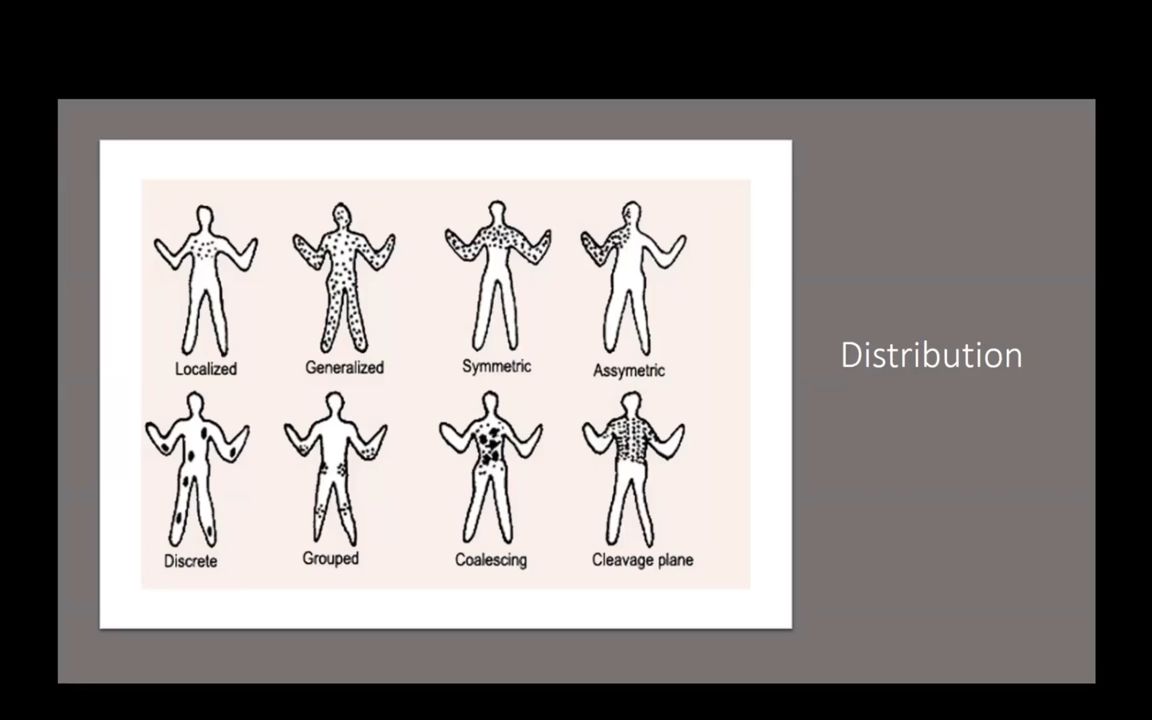 Localized
Generalized
Symmetric
Assymetric
Distribution
Discrete
Grouped
Coalescing
Cleavage plane